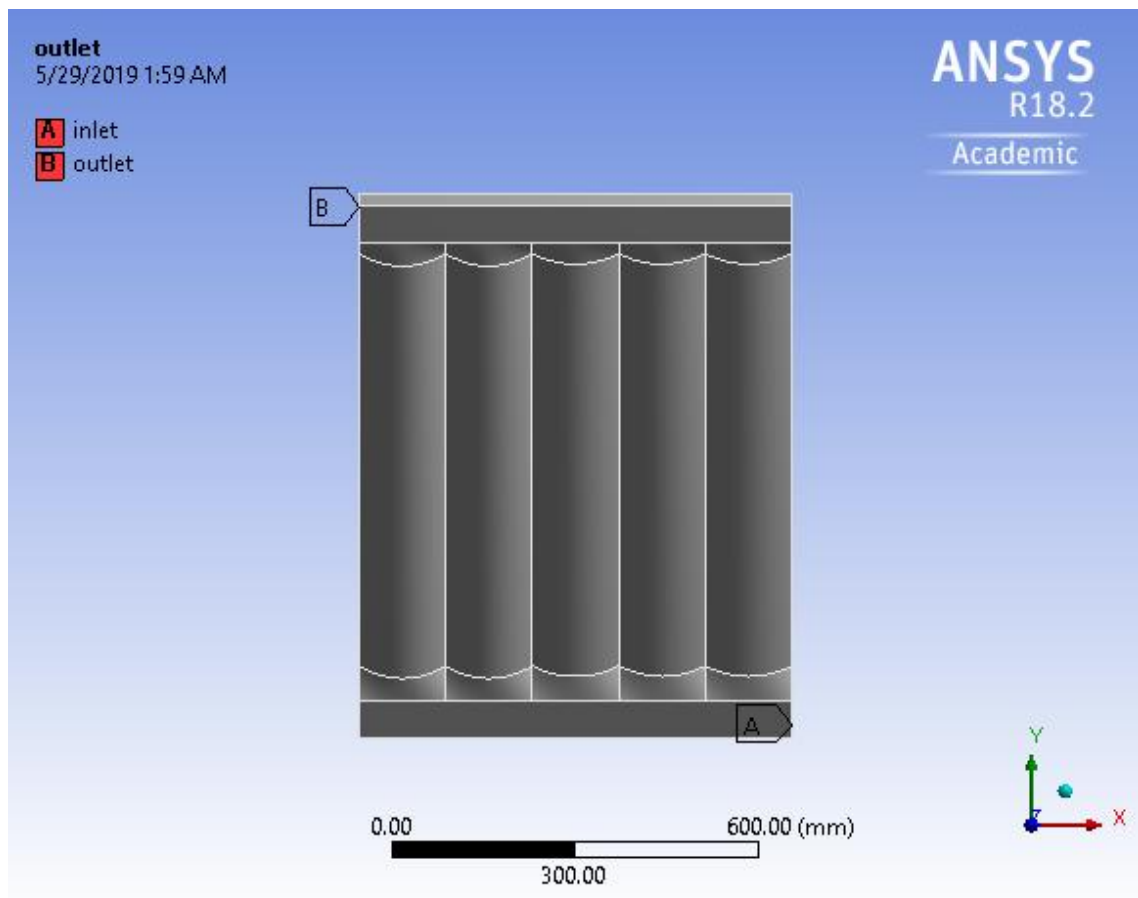 outlet
5/29/2019 1:59 AM
A inlet
B outlet
ANSYS
R18.2
Academic
B
A
Y
Z X
0.00 600.00 (mm)
300.00